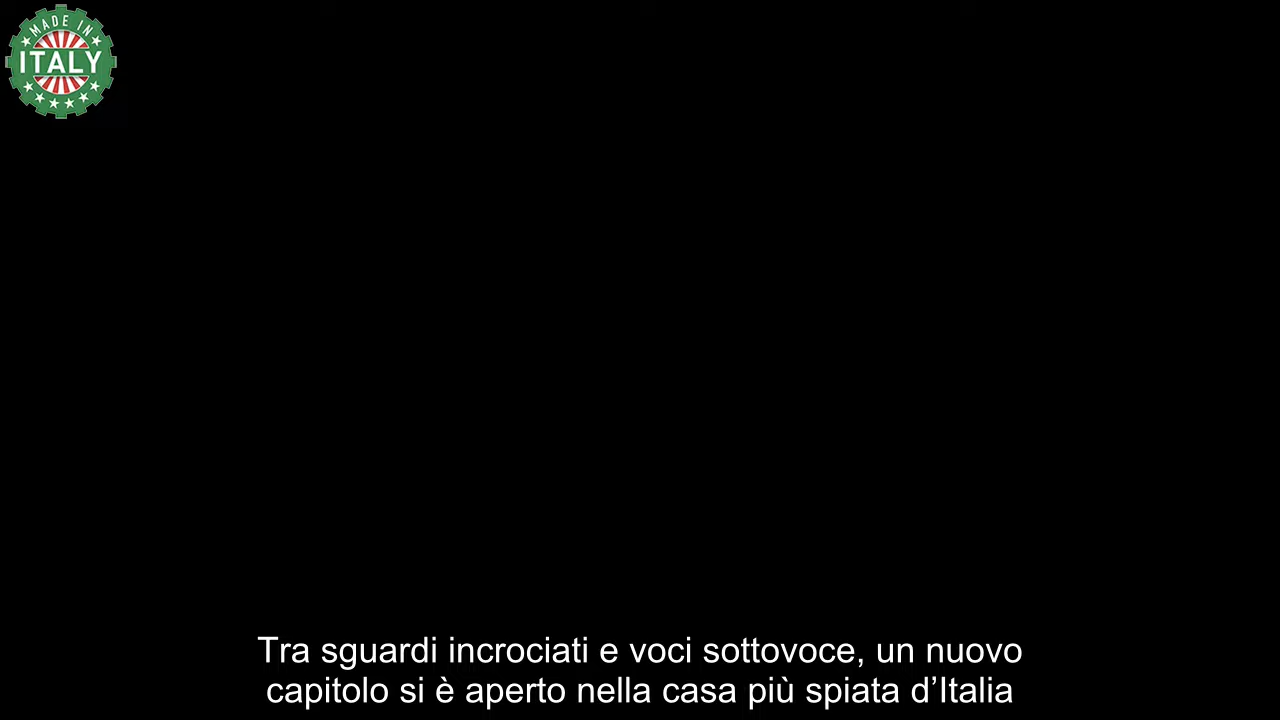 MADE IN
ITALY
Tra sguardi incrociati e voci sottovoce, un nuovo
capitolo si è aperto nella casa più spiata d’Italia